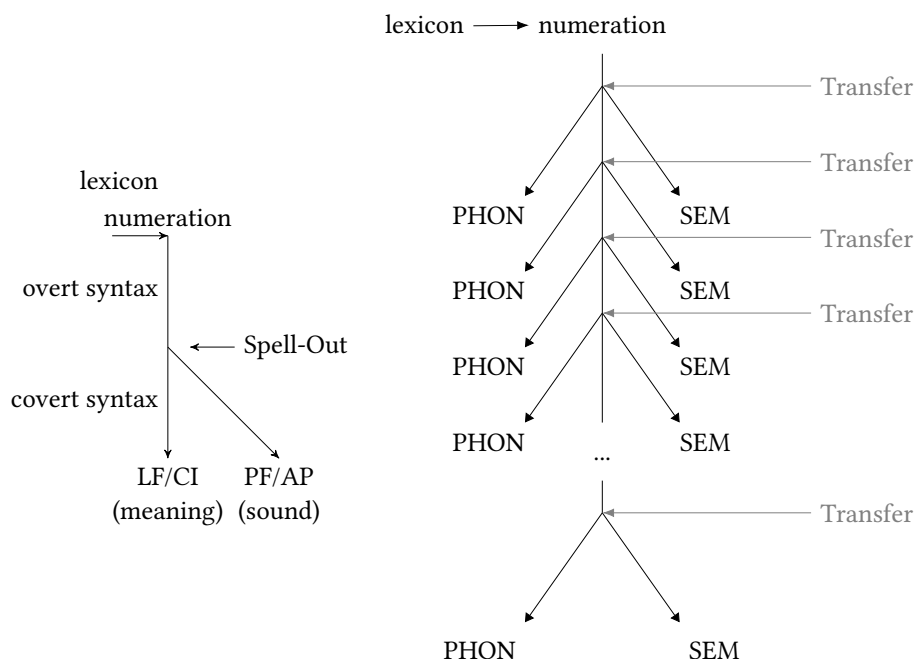 lexicon
numeration
overt syntax
Spell-Out
covert syntax
LF/CI
(meaning)
PF/AP
(sound)
lexicon numeration
Transfer
Transfer
PHON SEM
Transfer
PHON SEM
Transfer
PHON SEM
PHON SEM
...
Transfer
PHON SEM